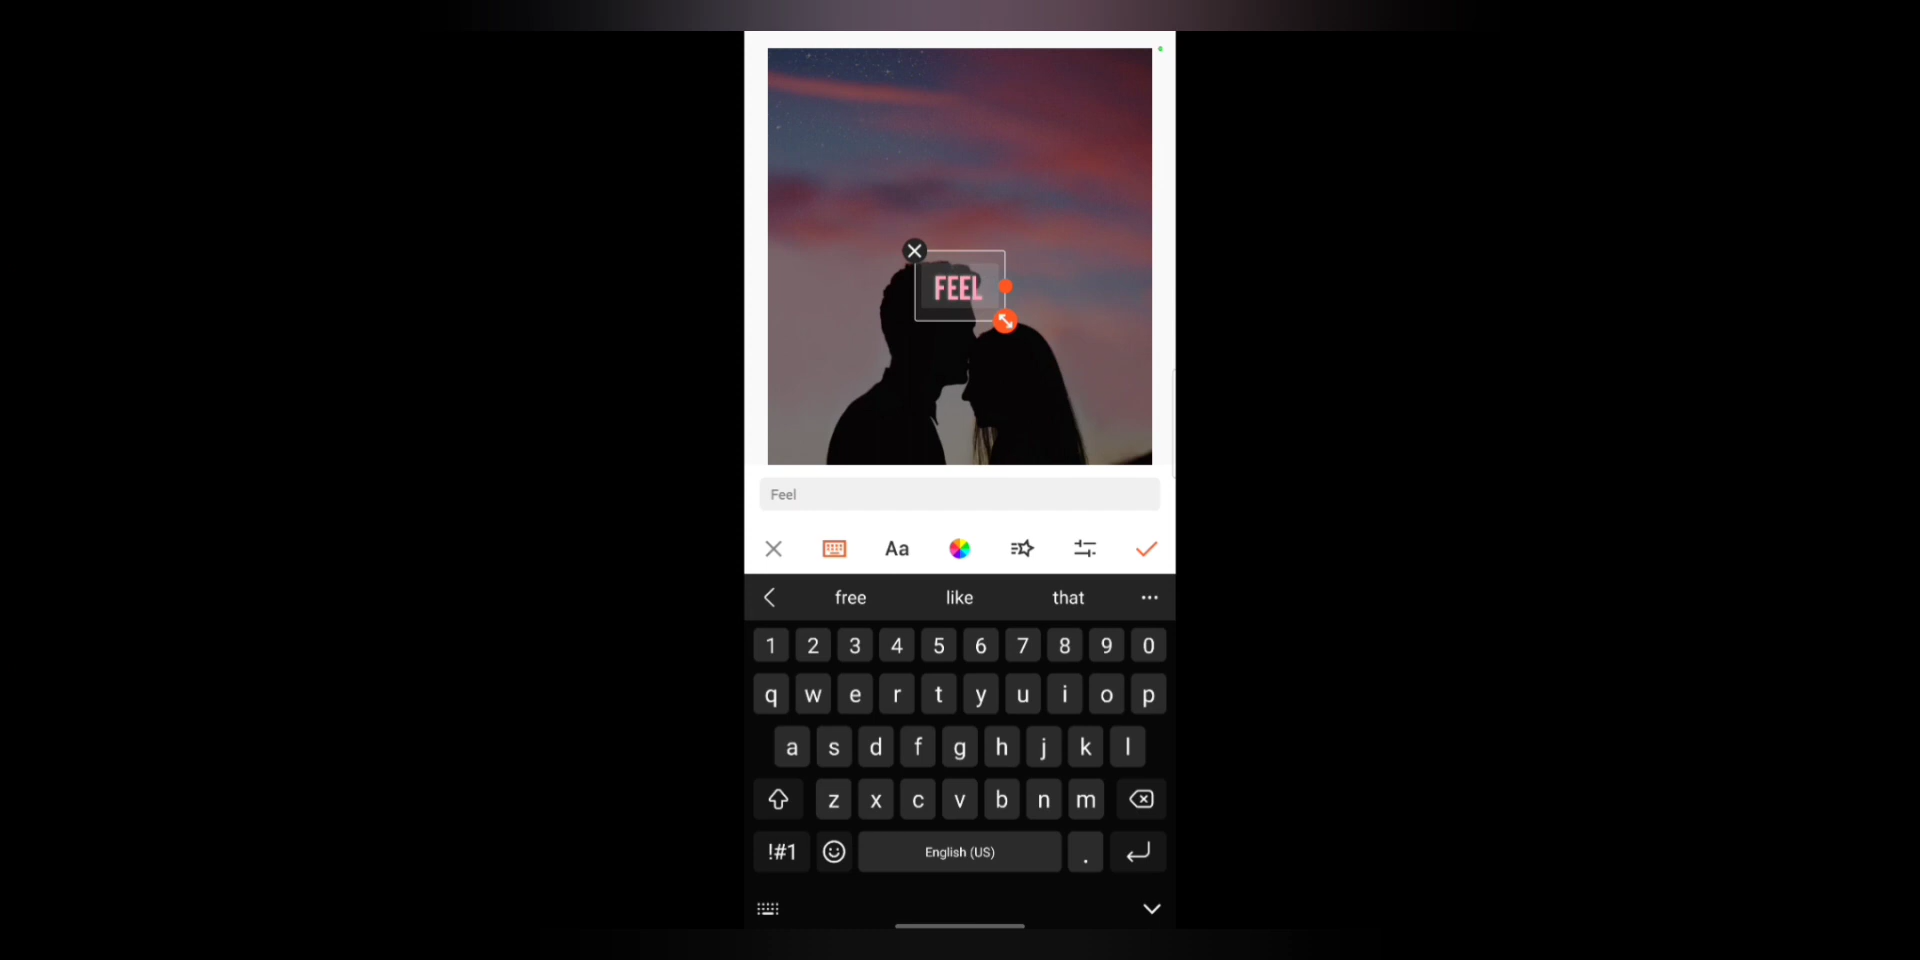 FEEL
Feel
Aa
free like that
1 2 3 4 5 6 7 8 9 0
q w e r t y u i o p
a s d f g h j k l
z x c v b n m
!#1 English (US) .